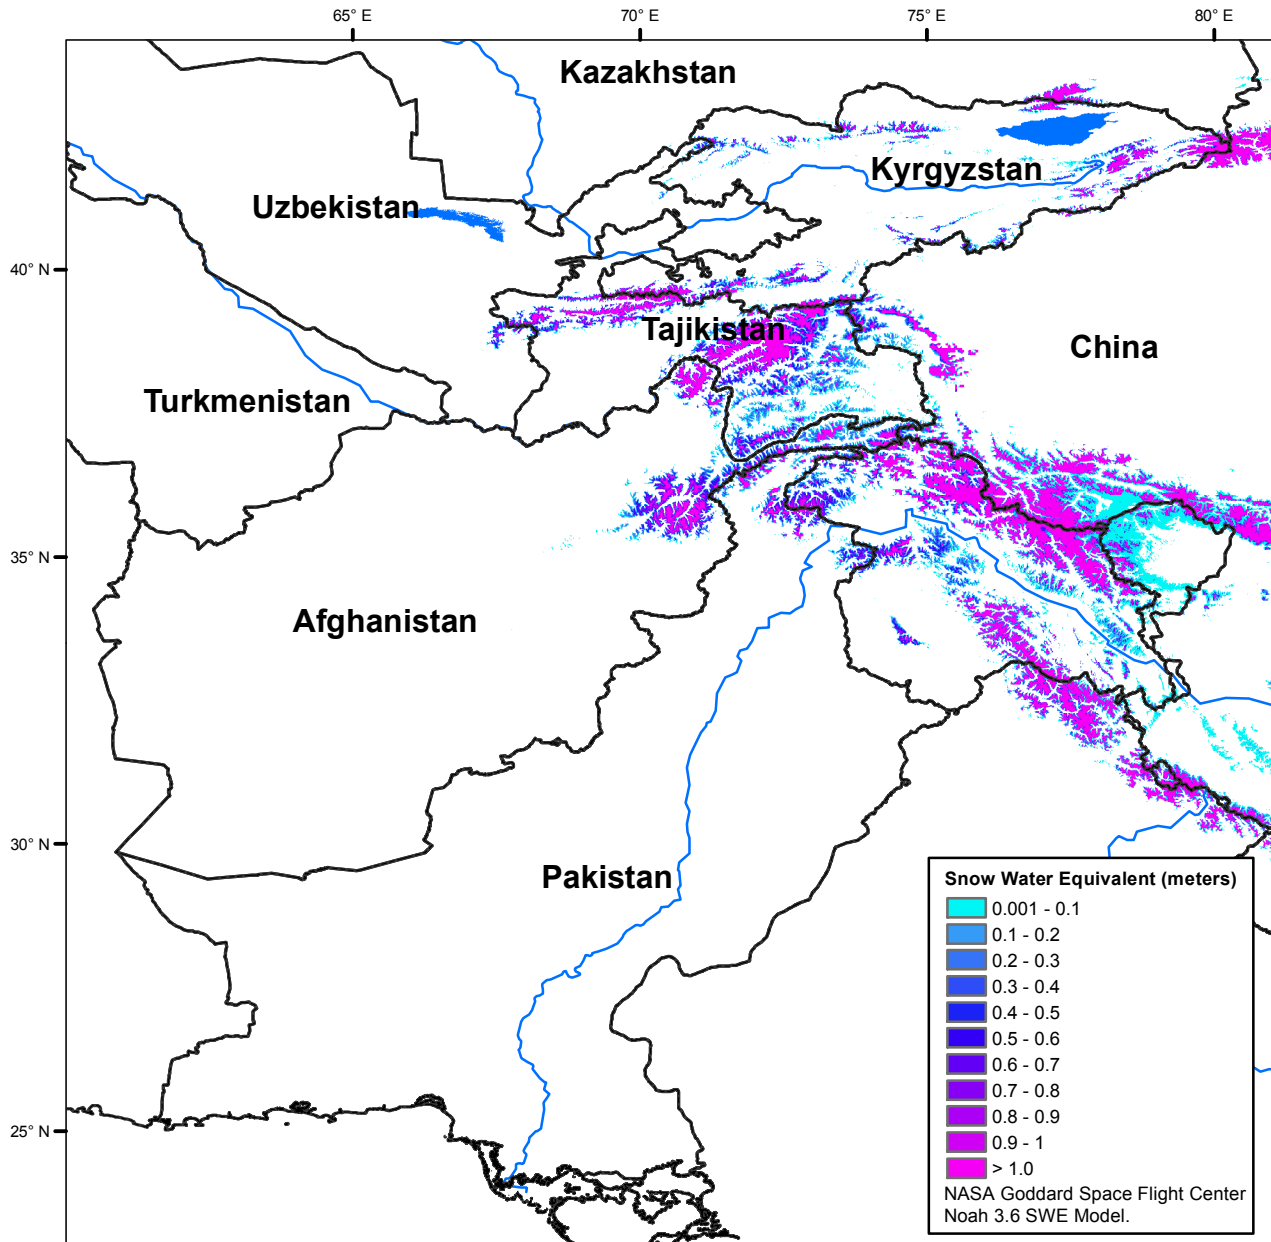 65° E
70° E
75° E
80° E
Kazakhstan
Kyrgyzstan
Uzbekistan
40° N
Tajikistan
China
Turkmenistan
35° N
Afghanistan
30° N
Pakistan
25° N
Snow Water Equivalent (meters)
0.001 - 0.1
0.1 - 0.2
0.2 - 0.3
0.3 - 0.4
0.4 - 0.5
0.5 - 0.6
0.6 - 0.7
0.7 - 0.8
0.8 - 0.9
0.9 - 1
> 1.0
NASA Goddard Space Flight Center
Noah 3.6 SWE Model.